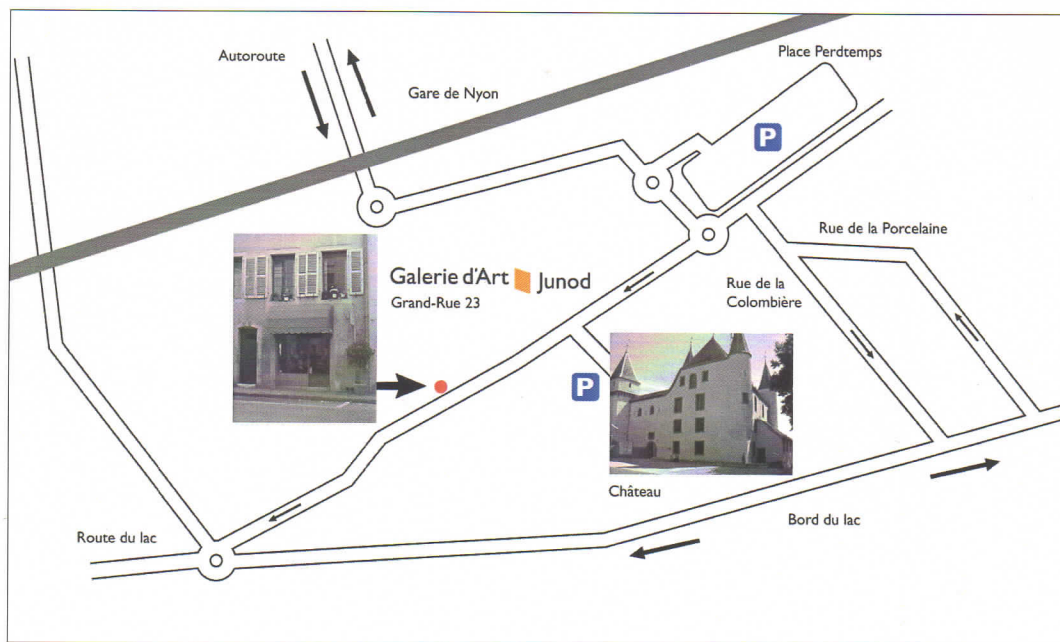 Place Perdtemps
Autoroute
Gare de Nyon
P
Rue de la Porcelaine
Galerie d'Art Junod
Grand-Rue 23
Rue de la
Colombière
P
Château
Bord du lac
Route du lac